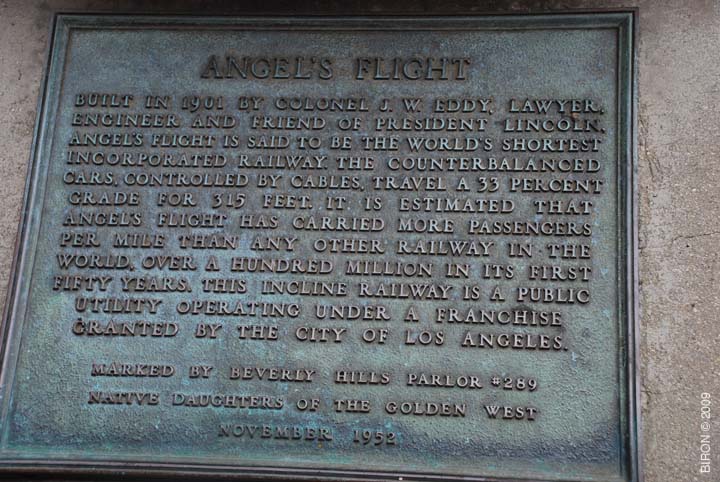 ANGEL'S FLIGHT
BUILT IN 1901 BY COLONEL J. W. EDDY, LAWYER,
ENGINEER AND FRIEND OF PRESIDENT LINCOLN,
ANGEL'S FLIGHT IS SAID TO BE THE WORLD'S SHORTEST
INCORPORATED RAILWAY. THE COUNTERBALANCED
CARS, CONTROLLED BY CABLES, TRAVEL A 33 PERCENT
GRADE FOR 315 FEET. IT IS ESTIMATED THAT
ANGEL'S FLIGHT HAS CARRIED MORE PASSENGERS
PER MILE THAN ANY OTHER RAILWAY IN THE
WORLD, OVER A HUNDRED MILLION IN ITS FIRST
FIFTY YEARS. THIS INCLINE RAILWAY IS A PUBLIC
UTILITY OPERATING UNDER A FRANCHISE
GRANTED BY THE CITY OF LOS ANGELES.
MARKED BY BEVERLY HILLS PARLOR #289
NATIVE DAUGHTERS OF THE GOLDEN WEST
NOVEMBER 1952
BIRON © 2009